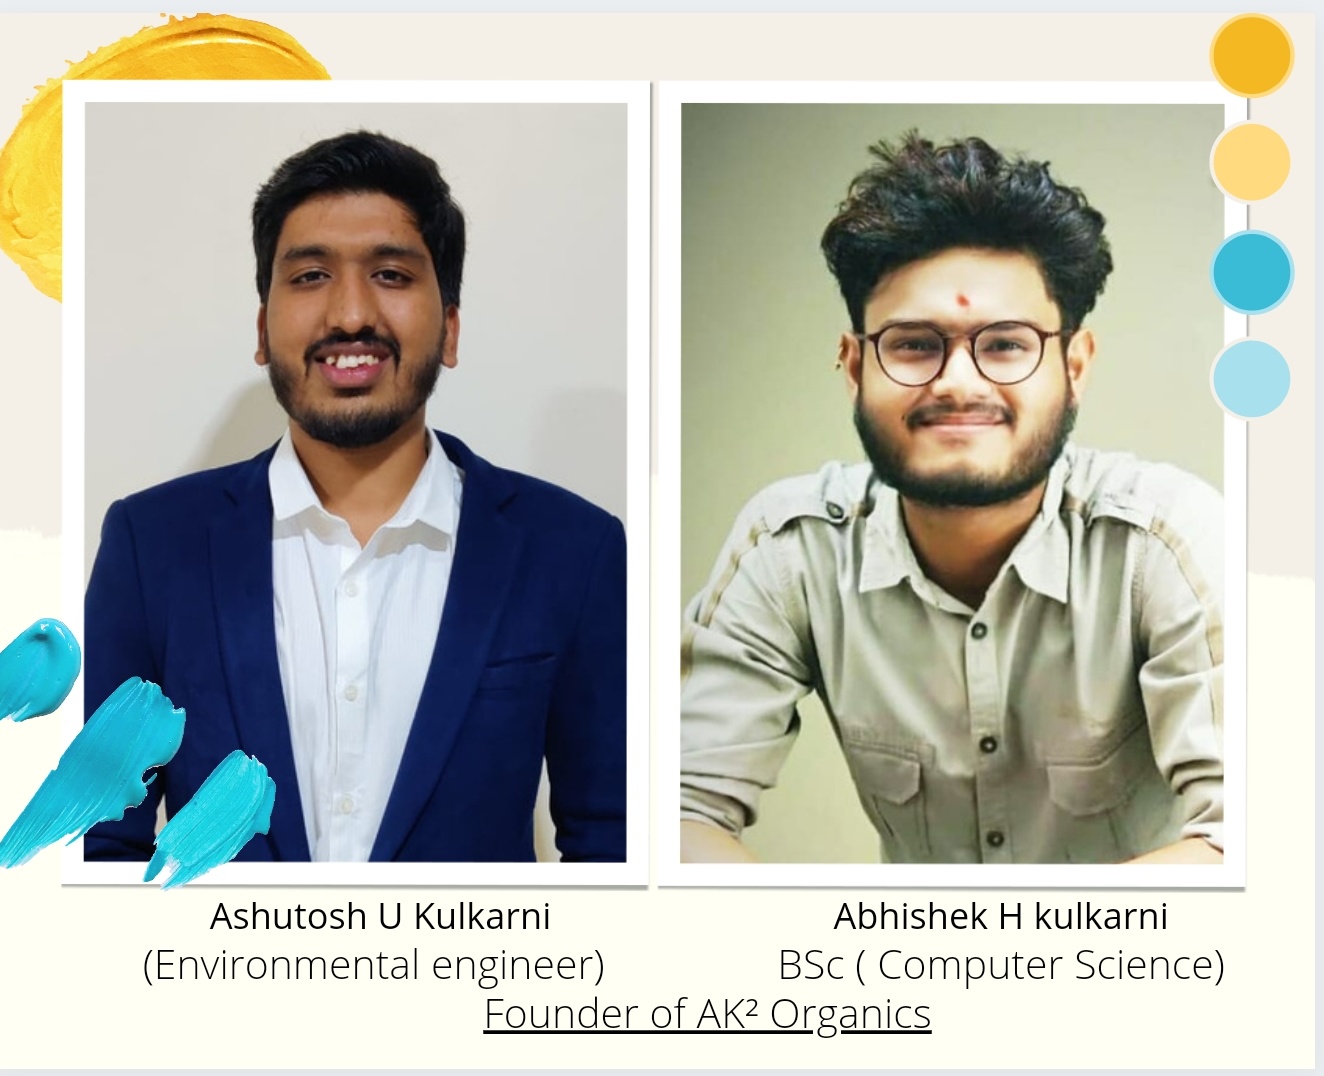 Ashutosh U Kulkarni
(Environmental engineer)
Abhishek H kulkarni
BSc ( Computer Science)
Founder of AK² Organics